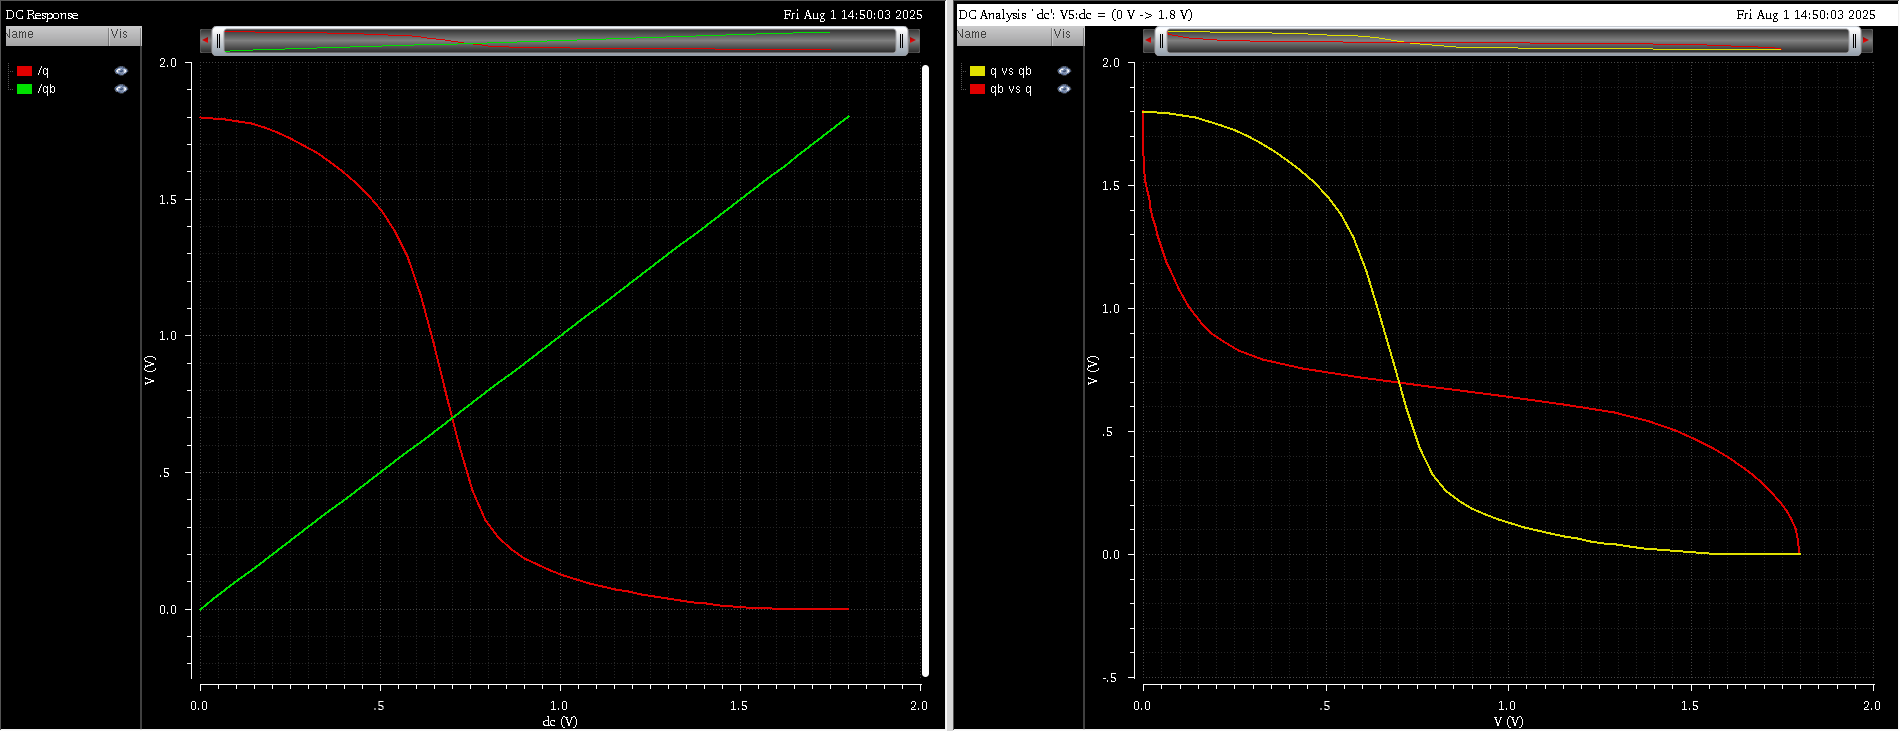 DC Response
Fri Aug 1 14:50:03 2025
Name Vis
/q
/qb
2.0
1.5
1.0
.5
0.0
V (V)
0.0 .5 1.0 1.5 2.0
dc (V)
DC Analysis `dc': V5:dc = (0 V -> 1.8 V)
Fri Aug 1 14:50:03 2025
Name Vis
q vs qb
qb vs q
2.0
1.5
1.0
.5
0.0
-.5
V (V)
0.0 .5 1.0 1.5 2.0
V (V)